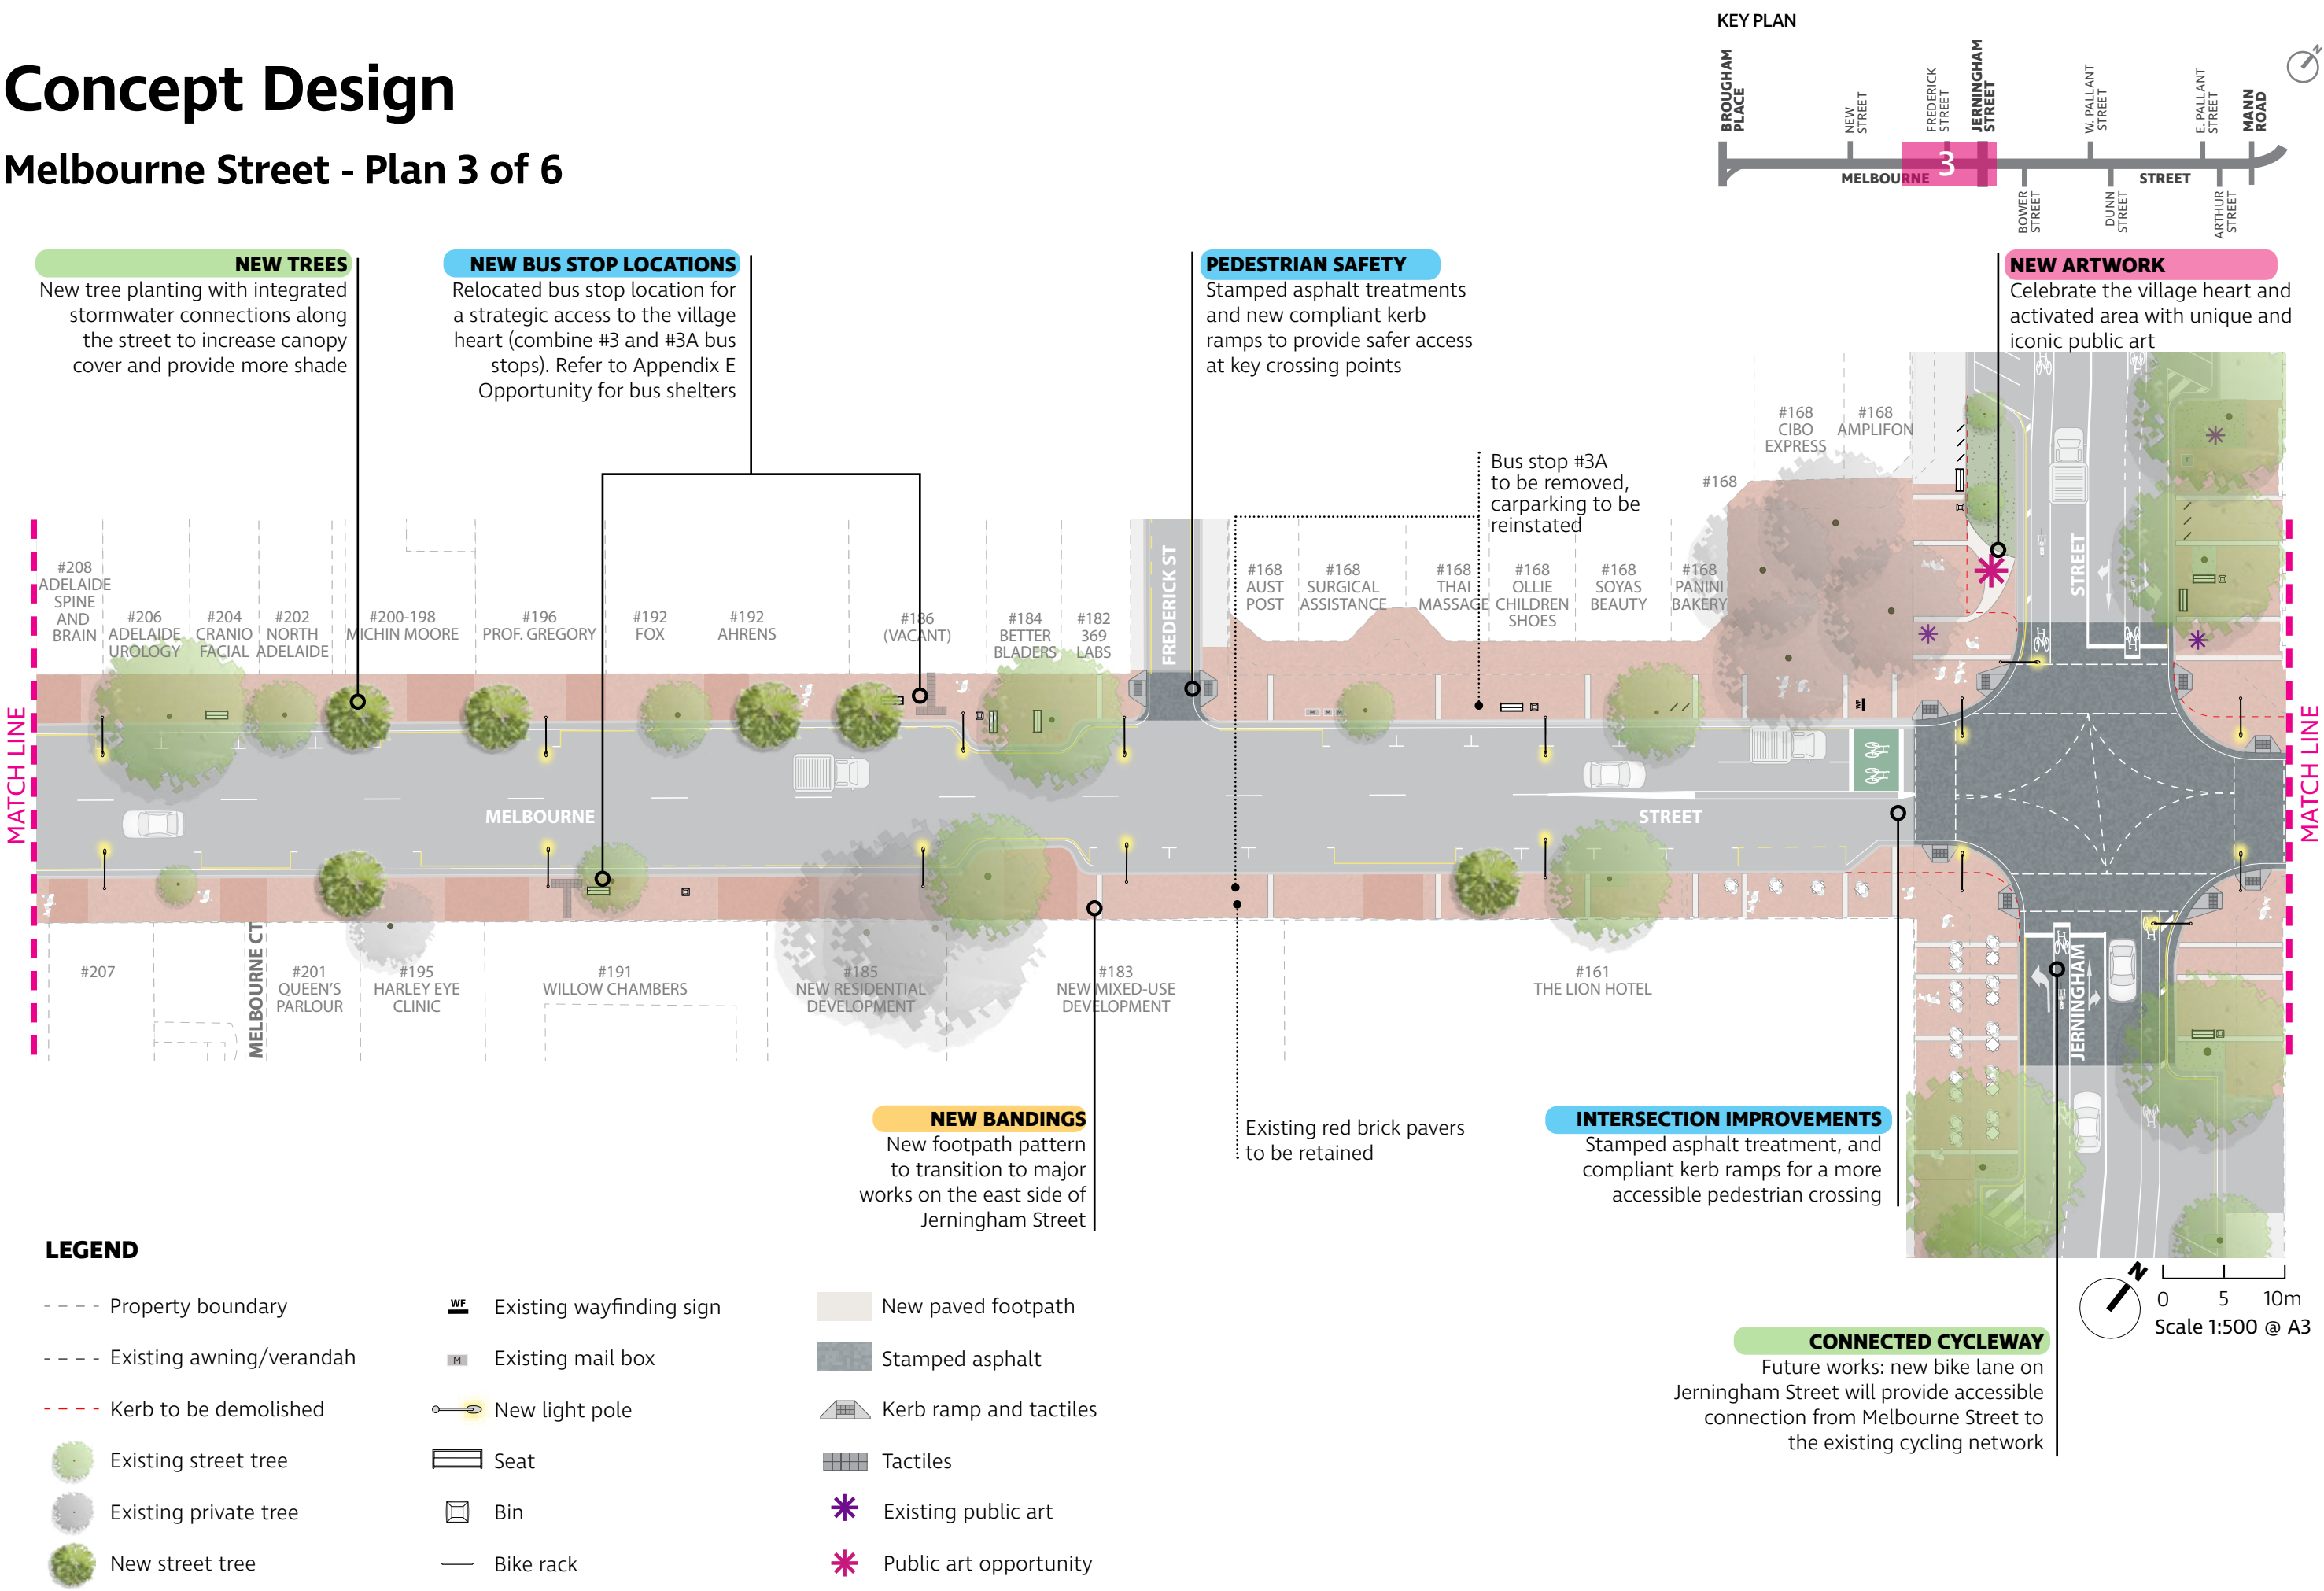 Concept Design
Melbourne Street - Plan 3 of 6
KEY PLAN
BROUGHAM
PLACE
NEW
STREET
FREDERICK
STREET
JERNINGHAM
STREET
W. PALLANT
STREET
E. PALLANT
STREET
MANN
ROAD
N
3
MELBOURNE
STREET
BOWER
STREET
DUNN
STREET
ARTHUR
STREET
NEW TREES
New tree planting with integrated
stormwater connections along
the street to increase canopy
cover and provide more shade
NEW BUS STOP LOCATIONS
Relocated bus stop location for
a strategic access to the village
heart (combine #3 and #3A bus
stops). Refer to Appendix E
Opportunity for bus shelters
PEDESTRIAN SAFETY
Stamped asphalt treatments
and new compliant kerb
ramps to provide safer access
at key crossing points
NEW ARTWORK
Celebrate the village heart and
activated area with unique and
iconic public art
Bus stop #3A
to be removed,
carparking to be
reinstated
#168
CIBO
EXPRESS
#168
AMPLIFON
#168
#208
ADELAIDE
SPINE
AND
BRAIN
#206
ADELAIDE
UROLOGY
#204
CRANIO
FACIAL
#202
NORTH
ADELAIDE
#200-198
MICHIN MOORE
#196
PROF. GREGORY
#192
FOX
#192
AHRENS
#186
(VACANT)
#184
BETTER
BLADERS
#182
369
LABS
FREDERICK ST
#168
AUST
POST
#168
SURGICAL
ASSISTANCE
#168
THAI
MASSAGE
#168
OLLIE
CHILDREN
SHOES
#168
SOYAS
BEAUTY
#168
PANINI
BAKERY
STREET
M M M
WF
MATCH LINE
MATCH LINE
MELBOURNE
STREET
JERNINGHAM
#207
MELBOURNE CT
#201
QUEEN'S
PARLOUR
#195
HARLEY EYE
CLINIC
#191
WILLOW CHAMBERS
#185
NEW RESIDENTIAL
DEVELOPMENT
#183
NEW MIXED-USE
DEVELOPMENT
#161
THE LION HOTEL
NEW BANDINGS
New footpath pattern
to transition to major
works on the east side of
Jerningham Street
Existing red brick pavers
to be retained
INTERSECTION IMPROVEMENTS
Stamped asphalt treatment, and
compliant kerb ramps for a more
accessible pedestrian crossing
CONNECTED CYCLEWAY
Future works: new bike lane on
Jerningham Street will provide accessible
connection from Melbourne Street to
the existing cycling network
N
0 5 10m
Scale 1:500 @ A3
LEGEND
Property boundary
Existing awning/verandah
Kerb to be demolished
Existing street tree
Existing private tree
New street tree
WF Existing wayfinding sign
M Existing mail box
New light pole
Seat
Bin
Bike rack
New paved footpath
Stamped asphalt
Kerb ramp and tactiles
Tactiles
Existing public art
Public art opportunity